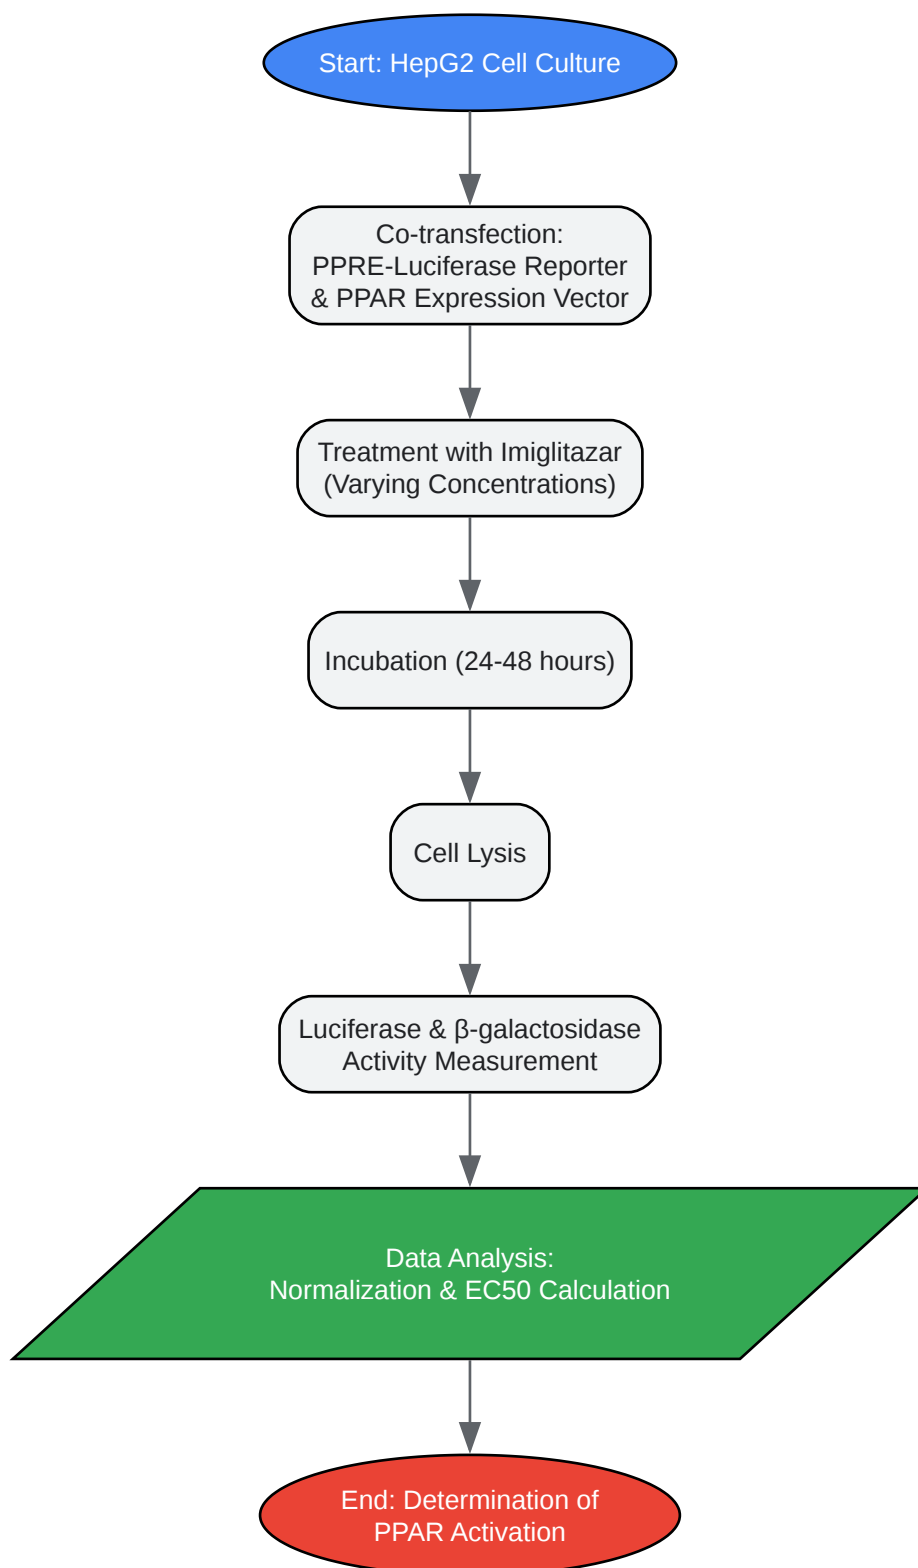 Start: HepG2 Cell Culture
Co-transfection:
PPRE-Luciferase Reporter
& PPAR Expression Vector
Treatment with Imiglitazar
(Varying Concentrations)
Incubation (24-48 hours)
Cell Lysis
Luciferase & β-galactosidase
Activity Measurement
Data Analysis:
Normalization & EC50 Calculation
End: Determination of
PPAR Activation